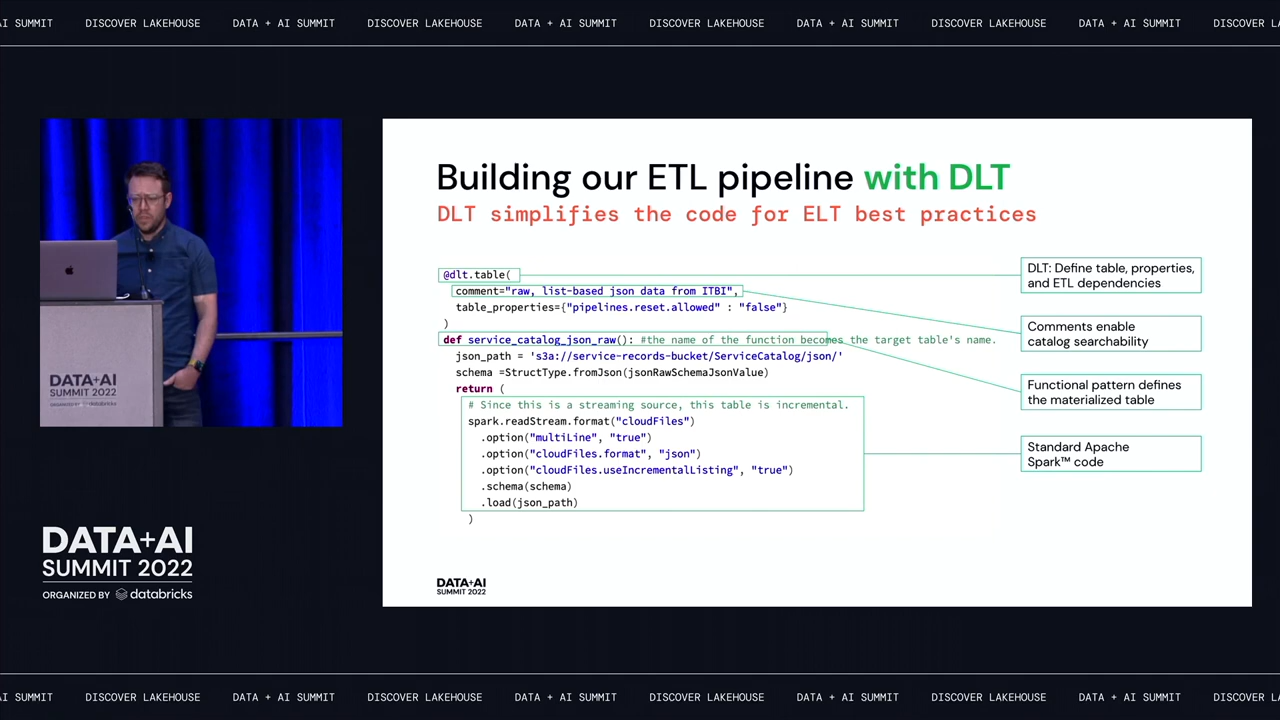 AI SUMMIT DISCOVER LAKEHOUSE DATA + AI SUMMIT DISCOVER LAKEHOUSE DATA + AI SUMMIT DISCOVER LAKEHOUSE DATA + AI SUMMIT DISCOVER LAKEHOUSE DATA + AI SUMMIT DISCOVER
Building our ETL pipeline with DLT
DLT simplifies the code for ELT best practices
@dlt.table(
comment="raw, list-based json data from ITBI",
table_properties={"pipelines.reset.allowed" : "false"}
)
def service_catalog_json_raw(): #the name of the function becomes the target table's name.
json_path = 's3a://service-records-bucket/ServiceCatalog/json/'
schema =StructType.fromJson(jsonRawSchemaJsonValue)
return (
# Since this is a streaming source, this table is incremental.
spark.readStream.format("cloudFiles")
.option("multiLine", "true")
.option("cloudFiles.format", "json")
.option("cloudFiles.useIncrementalListing", "true")
.schema(schema)
.load(json_path)
)
DLT: Define table, properties,
and ETL dependencies
Comments enable
catalog searchability
Functional pattern defines
the materialized table
Standard Apache
Spark™ code
DATA+AI
SUMMIT 2022
DATA+AI
SUMMIT 2022
DATA+AI
SUMMIT 2022
ORGANIZED BY databricks
AI SUMMIT DISCOVER LAKEHOUSE DATA + AI SUMMIT DISCOVER LAKEHOUSE DATA + AI SUMMIT DISCOVER LAKEHOUSE DATA + AI SUMMIT DISCOVER LAKEHOUSE DATA + AI SUMMIT DISCOVER